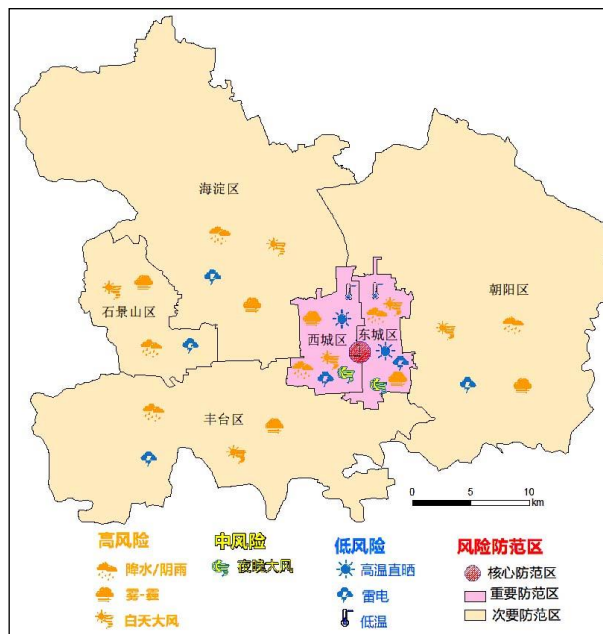 海淀区
朝阳区
石景山区
西城区
东城区
丰台区
0 5 10
km
高风险
中风险
低风险
风险防范区
降水/阴雨
夜晚大风
高温直晒
核心防范区
雾-霾
雷电
重要防范区
白天大风
低温
次要防范区